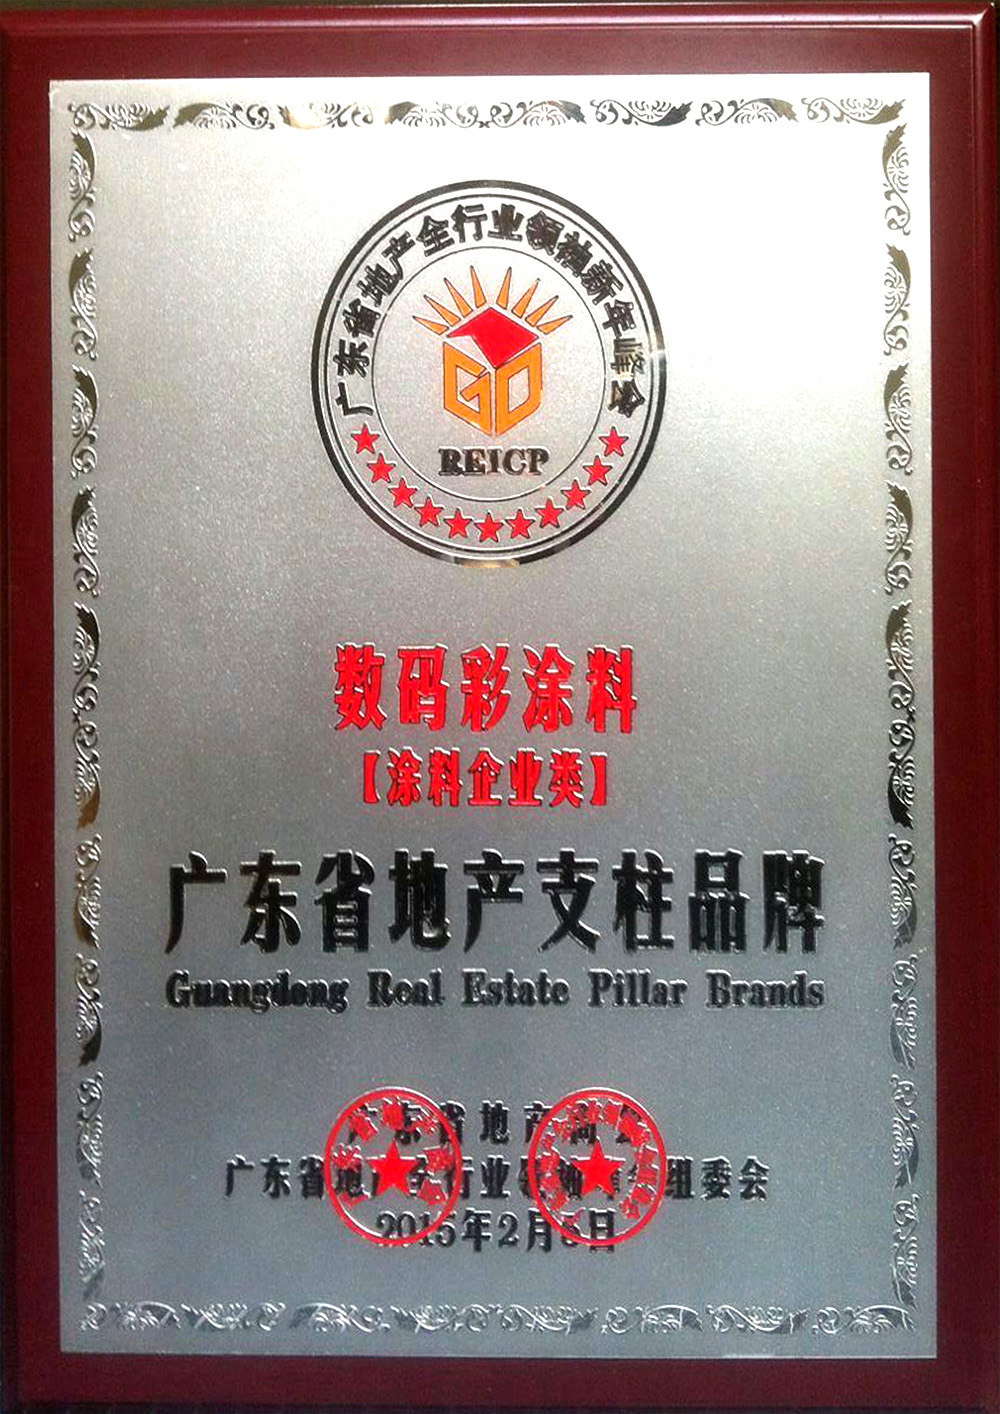 广东省地产全行业领袖新年峰会
GO
REICP
数码彩涂料
【涂料企业类】
广东省地产支柱品牌
Guangdong Real Estate Pillar Brands
广东省地产商会
广东省地产全行业领袖峰会组委会
2015年2月5日